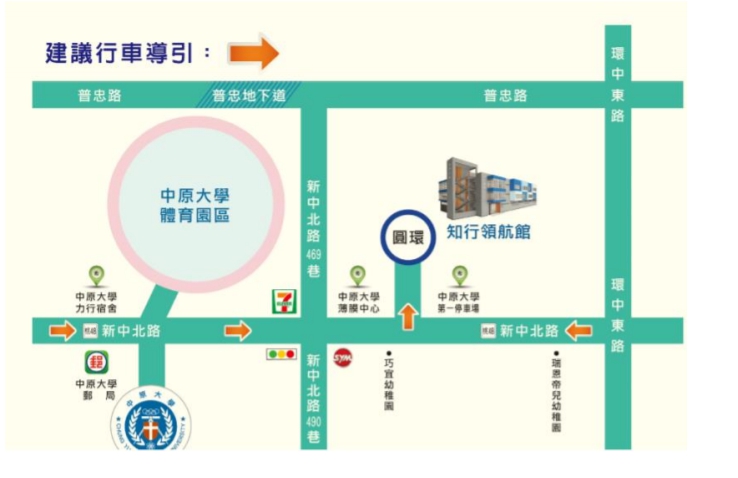 建議行車導引：
環中東路
普忠路
普忠地下道
普忠路
中原大學
體育園區
新中北路469巷
圓環
知行領航館
中原大學
力行宿舍
7
中原大學
薄膜中心
中原大學
第一停車場
環中東路
新中北路
新中北路
郵
SYM
中原大學
郵局
新中北路490巷
巧宜幼稚園
瑞恩帝兒幼稚園
中原大學